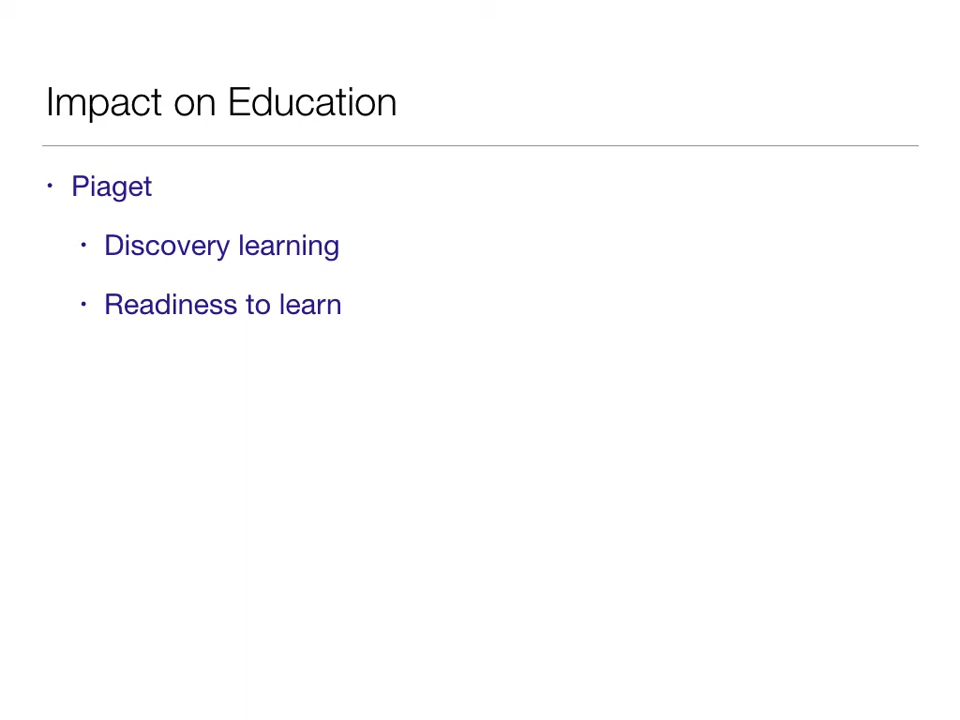 Impact on Education
• Piaget
• Discovery learning
• Readiness to learn